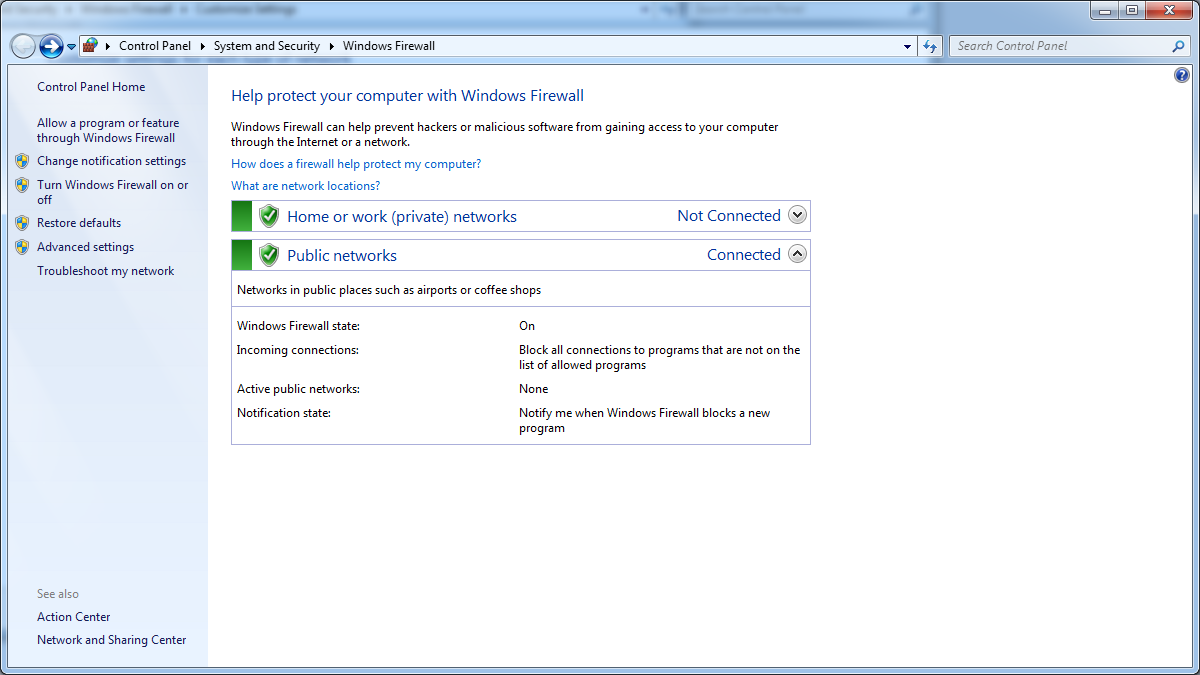 Control Panel
System and Security
Windows Firewall
Search Control Panel
Control Panel Home
Allow a program or feature
through Windows Firewall
Change notification settings
Turn Windows Firewall on or
off
Restore defaults
Advanced settings
Troubleshoot my network
See also
Action Center
Network and Sharing Center
Help protect your computer with Windows Firewall
Windows Firewall can help prevent hackers or malicious software from gaining access to your computer
through the Internet or a network.
How does a firewall help protect my computer?
What are network locations?
Home or work (private) networks Not Connected
Public networks Connected
Networks in public places such as airports or coffee shops
Windows Firewall state: On
Incoming connections: Block all connections to programs that are not on the
list of allowed programs
Active public networks: None
Notification state: Notify me when Windows Firewall blocks a new
program